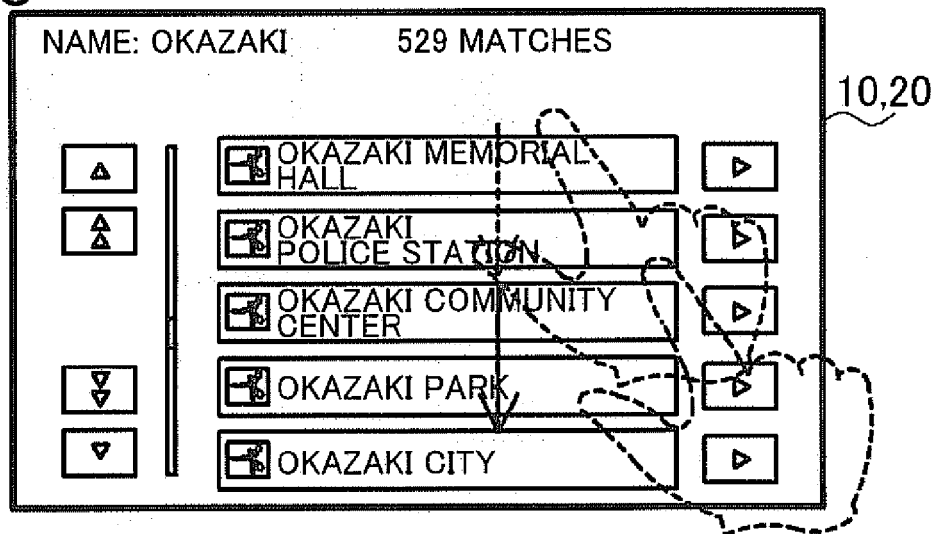 NAME: OKAZAKI 529 MATCHES
10,20
OKAZAKI MEMORIAL
HALL
OKAZAKI
POLICE STATION
OKAZAKI COMMUNITY
CENTER
OKAZAKI PARK
OKAZAKI CITY